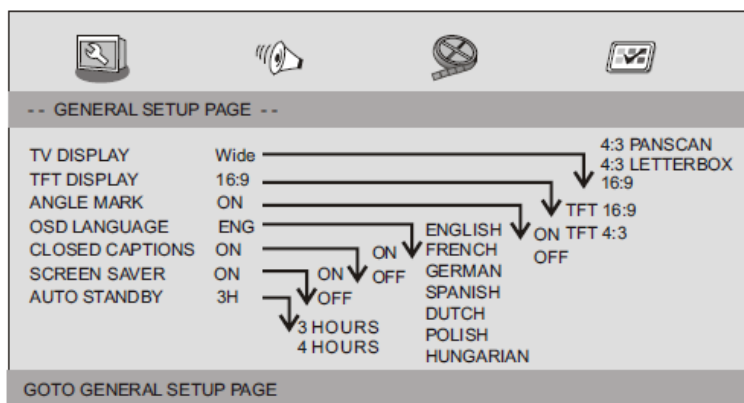 -- GENERAL SETUP PAGE --
TV DISPLAY Wide
TFT DISPLAY 16:9
ANGLE MARK ON
OSD LANGUAGE ENG
CLOSED CAPTIONS ON
SCREEN SAVER ON
AUTO STANDBY 3H
4:3 PANSCAN
4:3 LETTERBOX
16:9
TFT 16:9
TFT 4:3
ON
OFF
ENGLISH
FRENCH
GERMAN
SPANISH
DUTCH
POLISH
HUNGARIAN
ON
OFF
ON
OFF
3 HOURS
4 HOURS
GOTO GENERAL SETUP PAGE